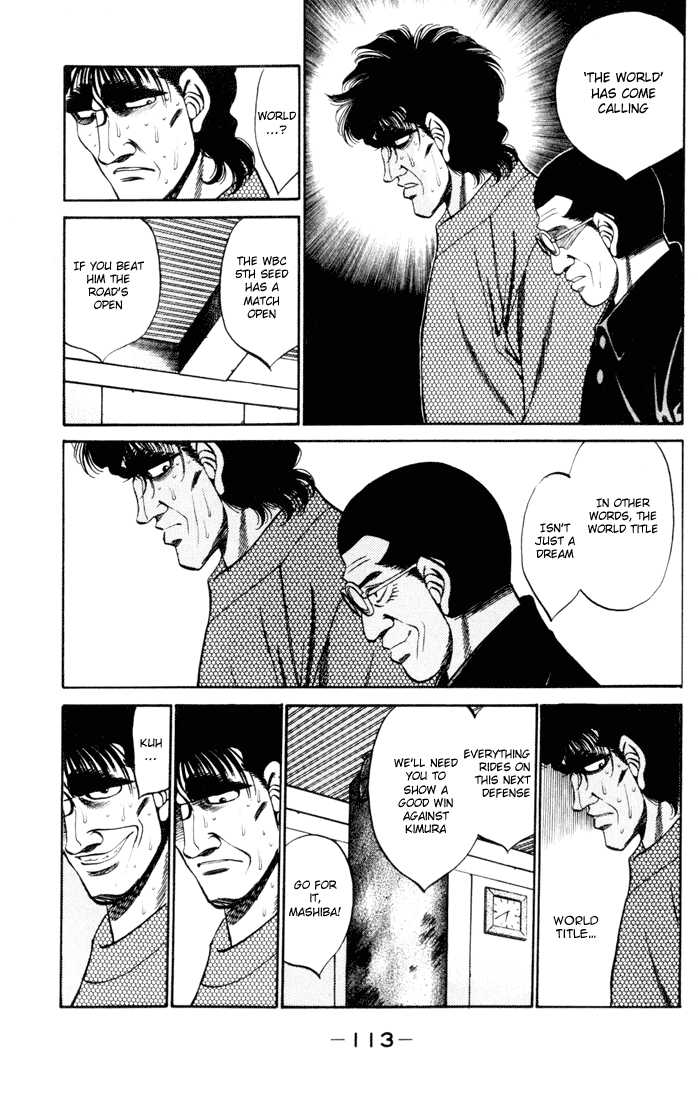 'THE WORLD'
HAS COME
CALLING
WORLD
...?
THE WBC
5TH SEED
HAS A
MATCH
OPEN
IF YOU BEAT
HIM THE
ROAD'S
OPEN
IN OTHER
WORDS, THE
WORLD TITLE
ISN'T
JUST A
DREAM
WORLD
TITLE...
EVERYTHING
RIDES ON
THIS NEXT
DEFENSE
WE'LL NEED
YOU TO
SHOW A
GOOD WIN
AGAINST
KIMURA
GO FOR
IT,
MASHIBA!
KUH
...
-113-